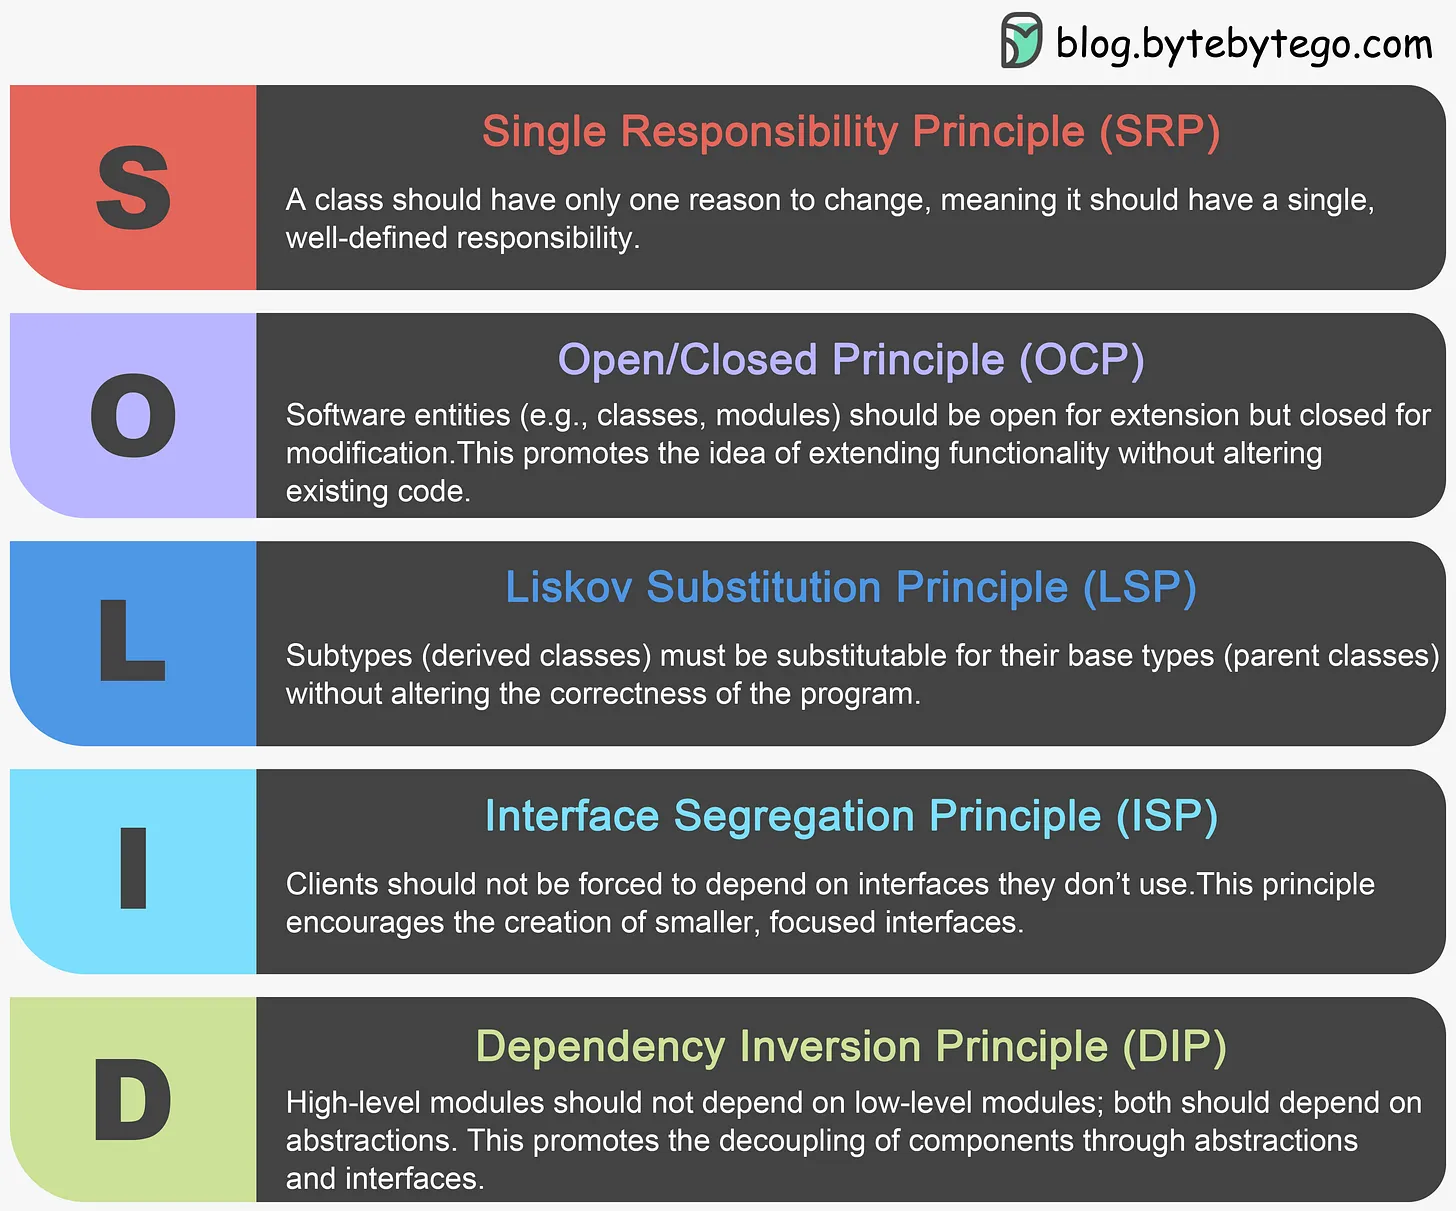 blog.bytebytego.com
S
Single Responsibility Principle (SRP)
A class should have only one reason to change, meaning it should have a single,
well-defined responsibility.
O
Open/Closed Principle (OCP)
Software entities (e.g., classes, modules) should be open for extension but closed for
modification.This promotes the idea of extending functionality without altering
existing code.
L
Liskov Substitution Principle (LSP)
Subtypes (derived classes) must be substitutable for their base types (parent classes)
without altering the correctness of the program.
I
Interface Segregation Principle (ISP)
Clients should not be forced to depend on interfaces they don’t use.This principle
encourages the creation of smaller, focused interfaces.
D
Dependency Inversion Principle (DIP)
High-level modules should not depend on low-level modules; both should depend on
abstractions. This promotes the decoupling of components through abstractions
and interfaces.